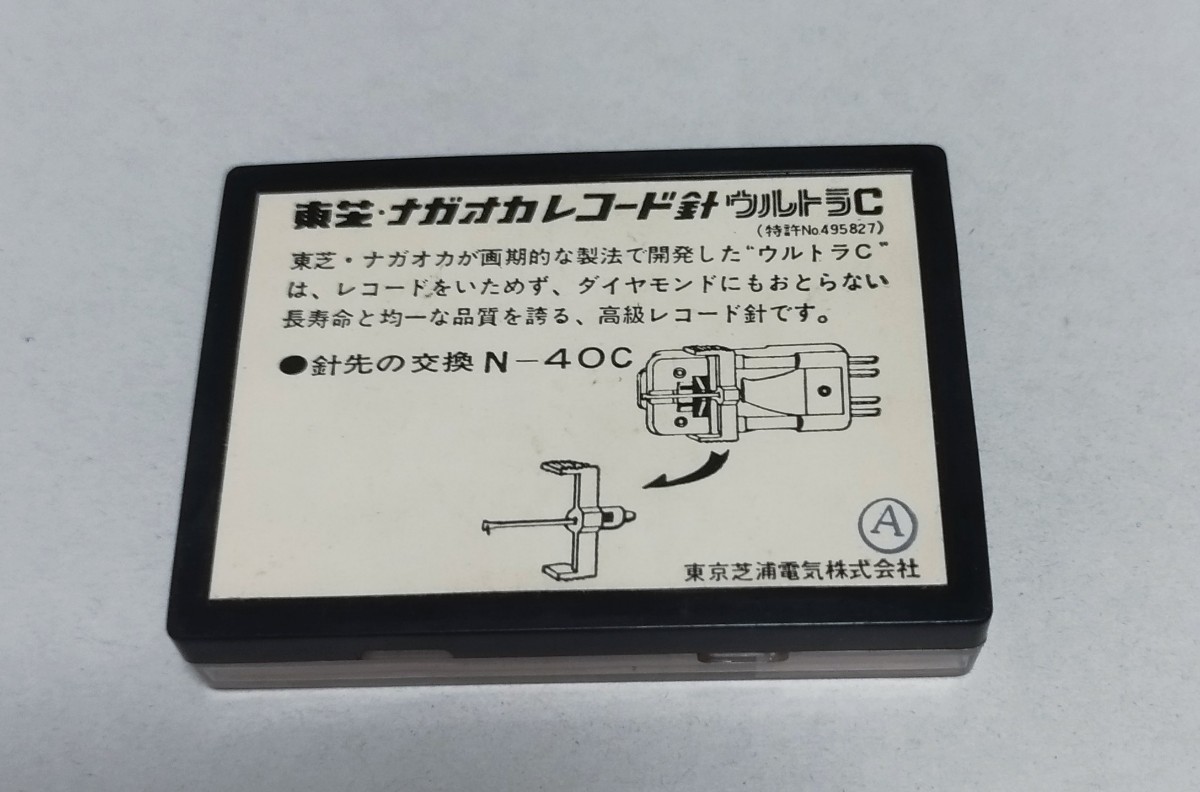 東芝・ナガオカレコード針 ウルトラC
(特許No.495827)
東芝・ナガオカが画期的な製法で開発した"ウルトラC"
は、レコードをいためず、ダイヤモンドにもおとらない
長寿命と均一な品質を誇る、高級レコード針です。
●針先の交換 N-40C
A
東京芝浦電気株式会社